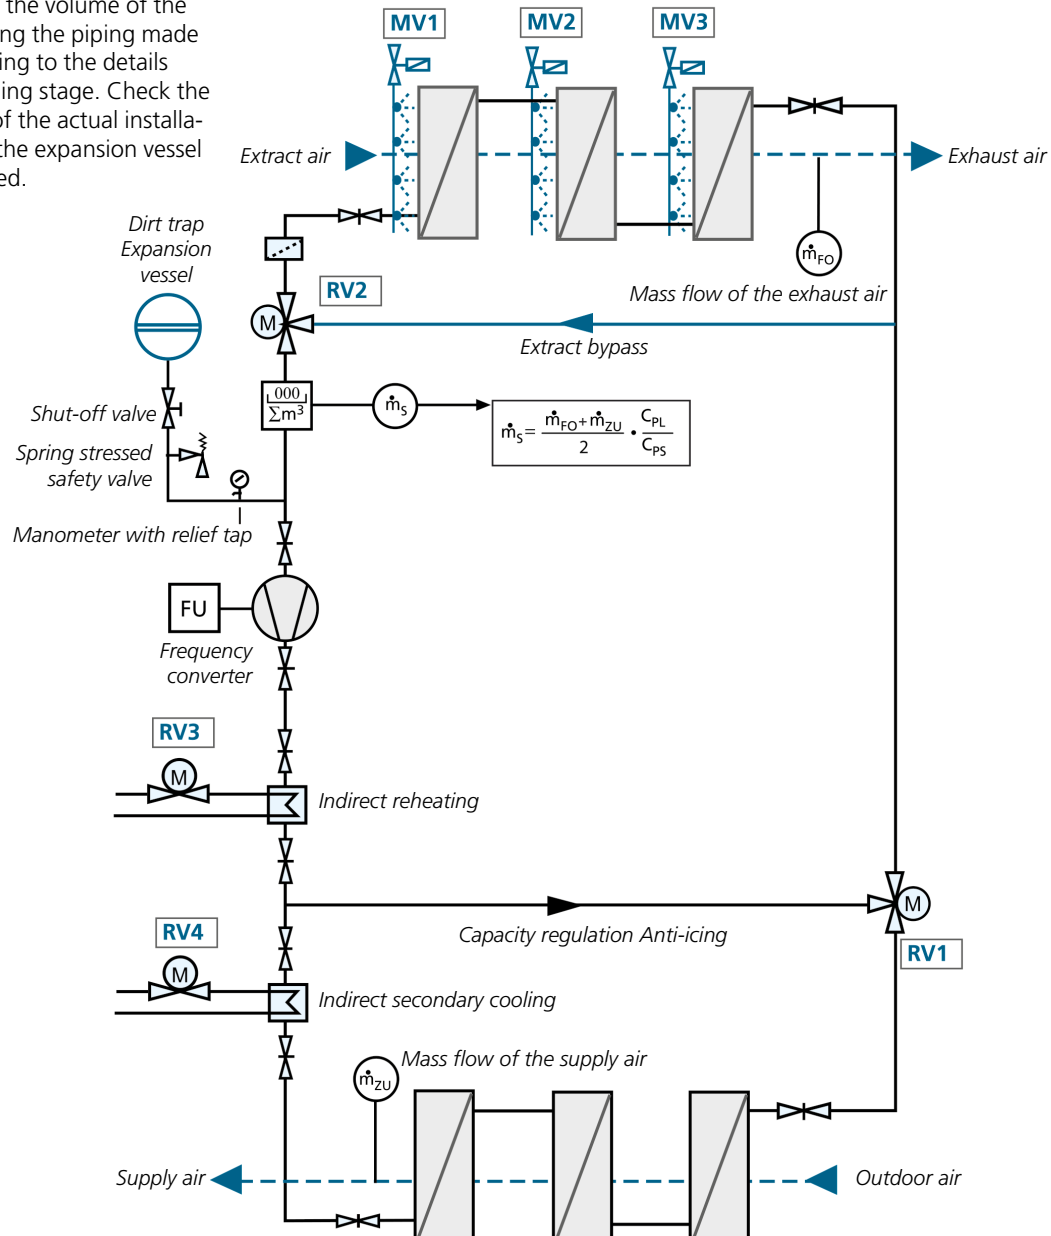 the volume of the
ng the piping made
ing to the details
ing stage. Check the
of the actual installa-
the expansion vessel
ed.
MV1
MV2
MV3
Extract air
Exhaust air
Dirt trap
Expansion
vessel
RV2
ṁFO
Mass flow of the exhaust air
M
Extract bypass
000
Σm³
ṁS
ṁS = (ṁFO + ṁZU)/2 • CPL/CPS
Shut-off valve
Spring stressed
safety valve
Manometer with relief tap
FU
Frequency
converter
RV3
M
Indirect reheating
M
Capacity regulation Anti-icing
RV1
RV4
M
Indirect secondary cooling
Mass flow of the supply air
ṁZU
Supply air
Outdoor air